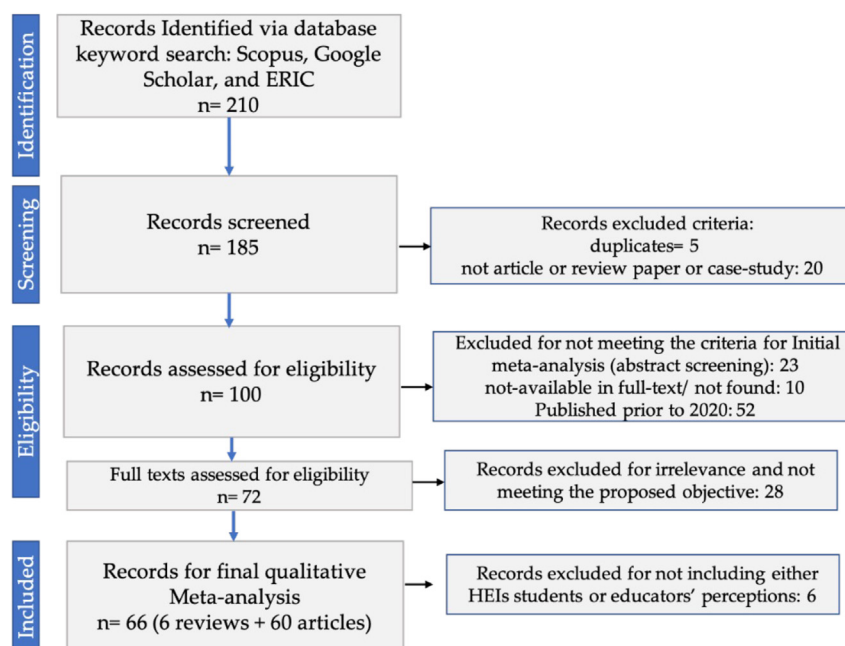 Identification
Records Identified via database
keyword search: Scopus, Google
Scholar, and ERIC
n= 210
Screening
Records screened
n= 185
Records excluded criteria:
duplicates= 5
not article or review paper or case-study: 20
Eligibility
Records assessed for eligibility
n= 100
Excluded for not meeting the criteria for Initial
meta-analysis (abstract screening): 23
not-available in full-text/ not found: 10
Published prior to 2020: 52
Full texts assessed for eligibility
n= 72
Records excluded for irrelevance and not
meeting the proposed objective: 28
Included
Records for final qualitative
Meta-analysis
n= 66 (6 reviews + 60 articles)
Records excluded for not including either
HEIs students or educators’ perceptions: 6